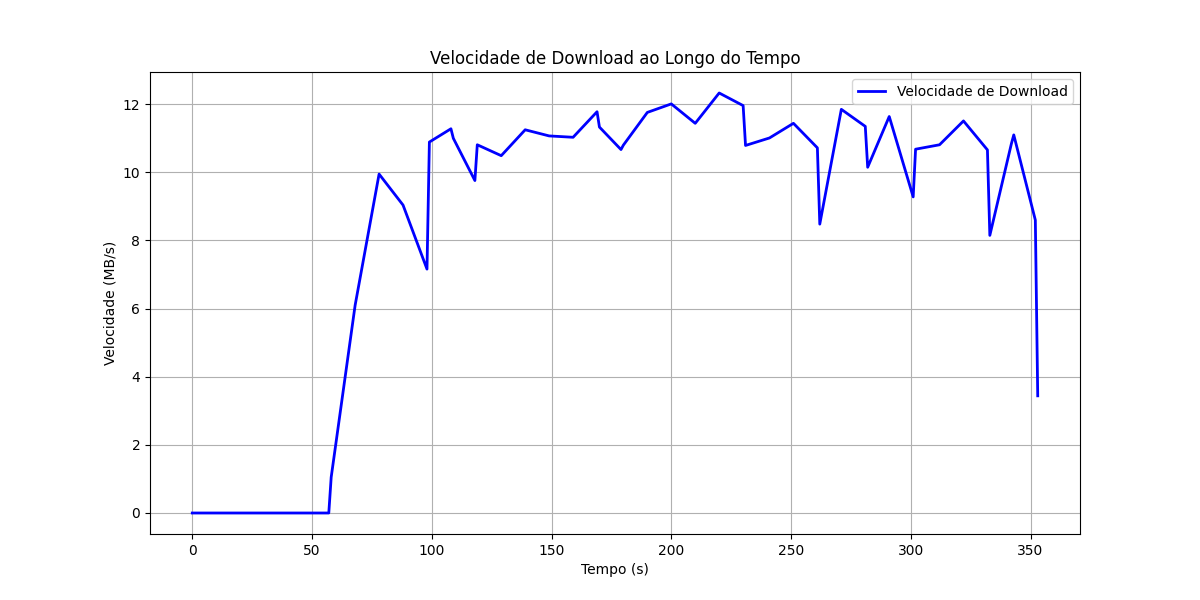 Velocidade de Download ao Longo do Tempo
Velocidade de Download
Velocidade (MB/s)
12
10
8
6
4
2
0
0 50 100 150 200 250 300 350
Tempo (s)